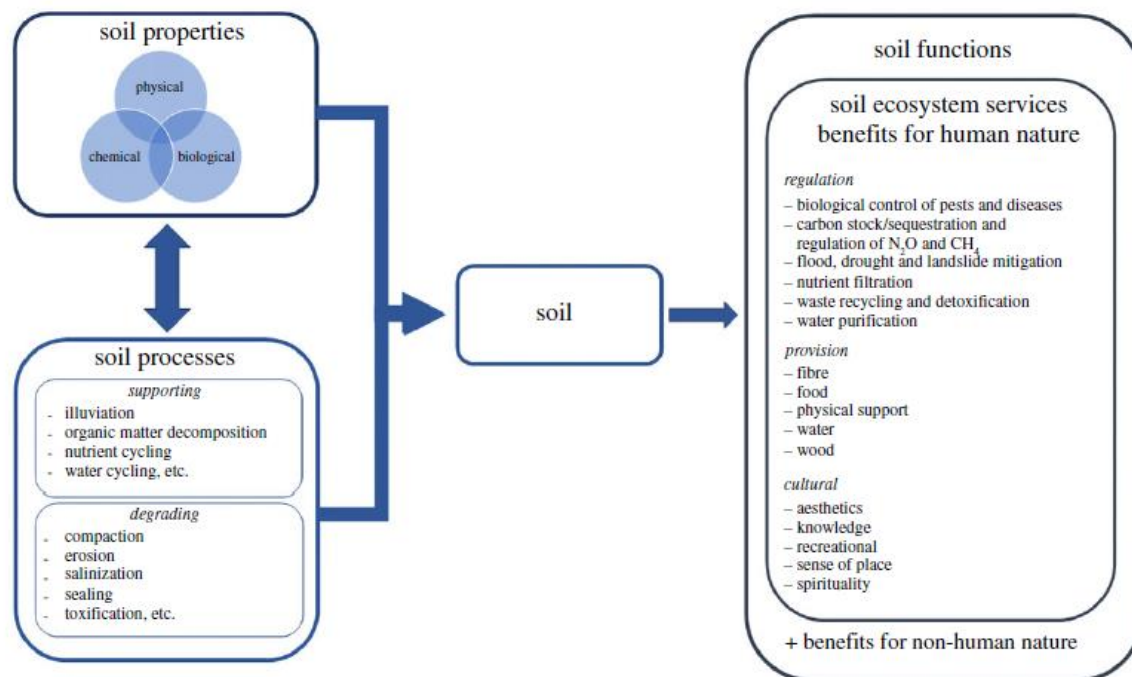 soil properties
physical
chemical
biological
soil processes
supporting
- illuviation
- organic matter decomposition
- nutrient cycling
- water cycling, etc.
degrading
- compaction
- erosion
- salinization
- sealing
- toxification, etc.
soil
soil functions
soil ecosystem services
benefits for human nature
regulation
– biological control of pests and diseases
– carbon stock/sequestration and
regulation of N₂O and CH₄
– flood, drought and landslide mitigation
– nutrient filtration
– waste recycling and detoxification
– water purification
provision
– fibre
– food
– physical support
– water
– wood
cultural
– aesthetics
– knowledge
– recreational
– sense of place
– spirituality
+ benefits for non-human nature